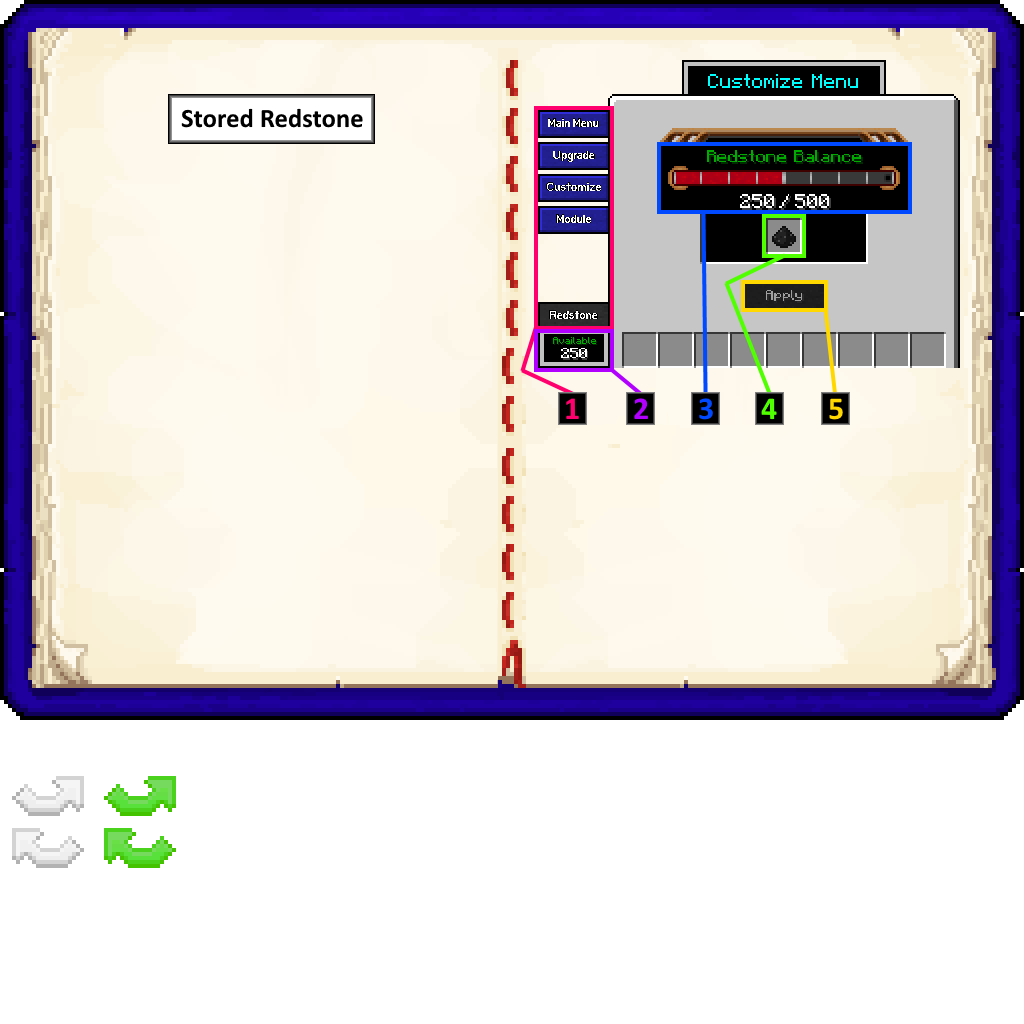 Stored Redstone
Customize Menu
Main Menu
Upgrade
Customize
Module
Redstone
Available
250
Redstone Balance
250/500
Apply
1
2
3
4
5